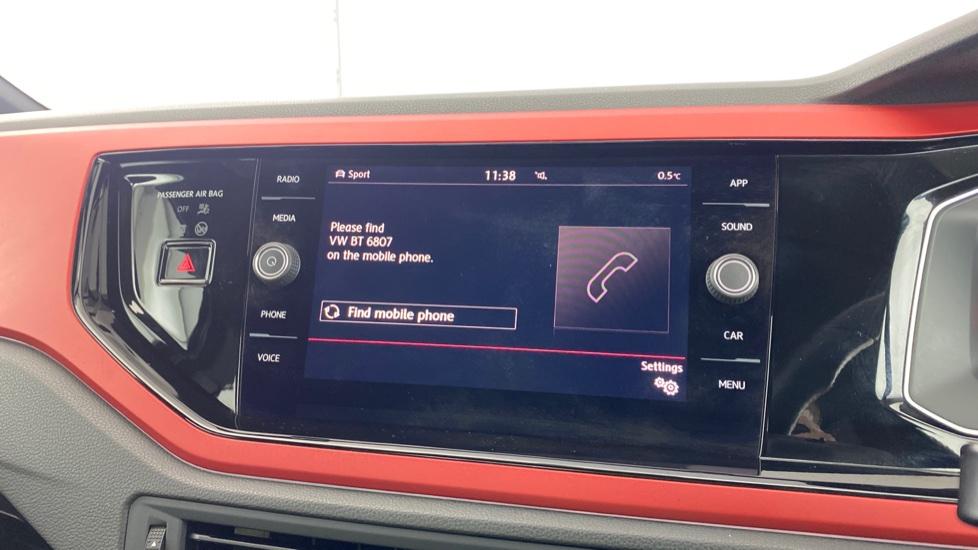 PASSENGER AIR BAG
OFF
RADIO
MEDIA
PHONE
VOICE
Sport
11:38
0.5°C
Please find
VW BT 6807
on the mobile phone.
Find mobile phone
Settings
APP
SOUND
CAR
MENU